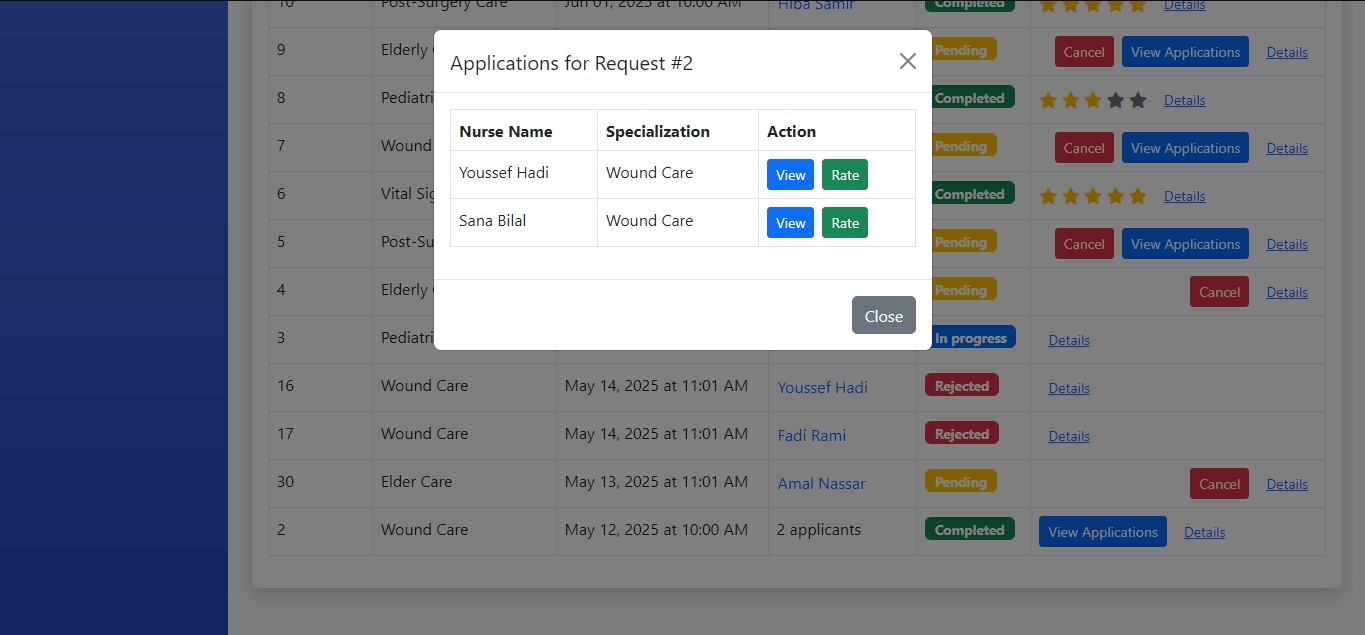 10 Post-Surgery Care Jun 01, 2025 at 10:00 AM Hiba Samir Completed Details
9 Elderly Pending Cancel View Applications Details
8 Pediatri Completed Details
7 Wound Pending Cancel View Applications Details
6 Vital Sig Completed Details
5 Post-Su Pending Cancel View Applications Details
4 Elderly Pending Cancel Details
3 Pediatri In progress Details
Applications for Request #2
Nurse Name Specialization Action
Youssef Hadi Wound Care View Rate
Sana Bilal Wound Care View Rate
Close
16 Wound Care May 14, 2025 at 11:01 AM Youssef Hadi Rejected Details
17 Wound Care May 14, 2025 at 11:01 AM Fadi Rami Rejected Details
30 Elder Care May 13, 2025 at 11:01 AM Amal Nassar Pending Cancel Details
2 Wound Care May 12, 2025 at 10:00 AM 2 applicants Completed View Applications Details